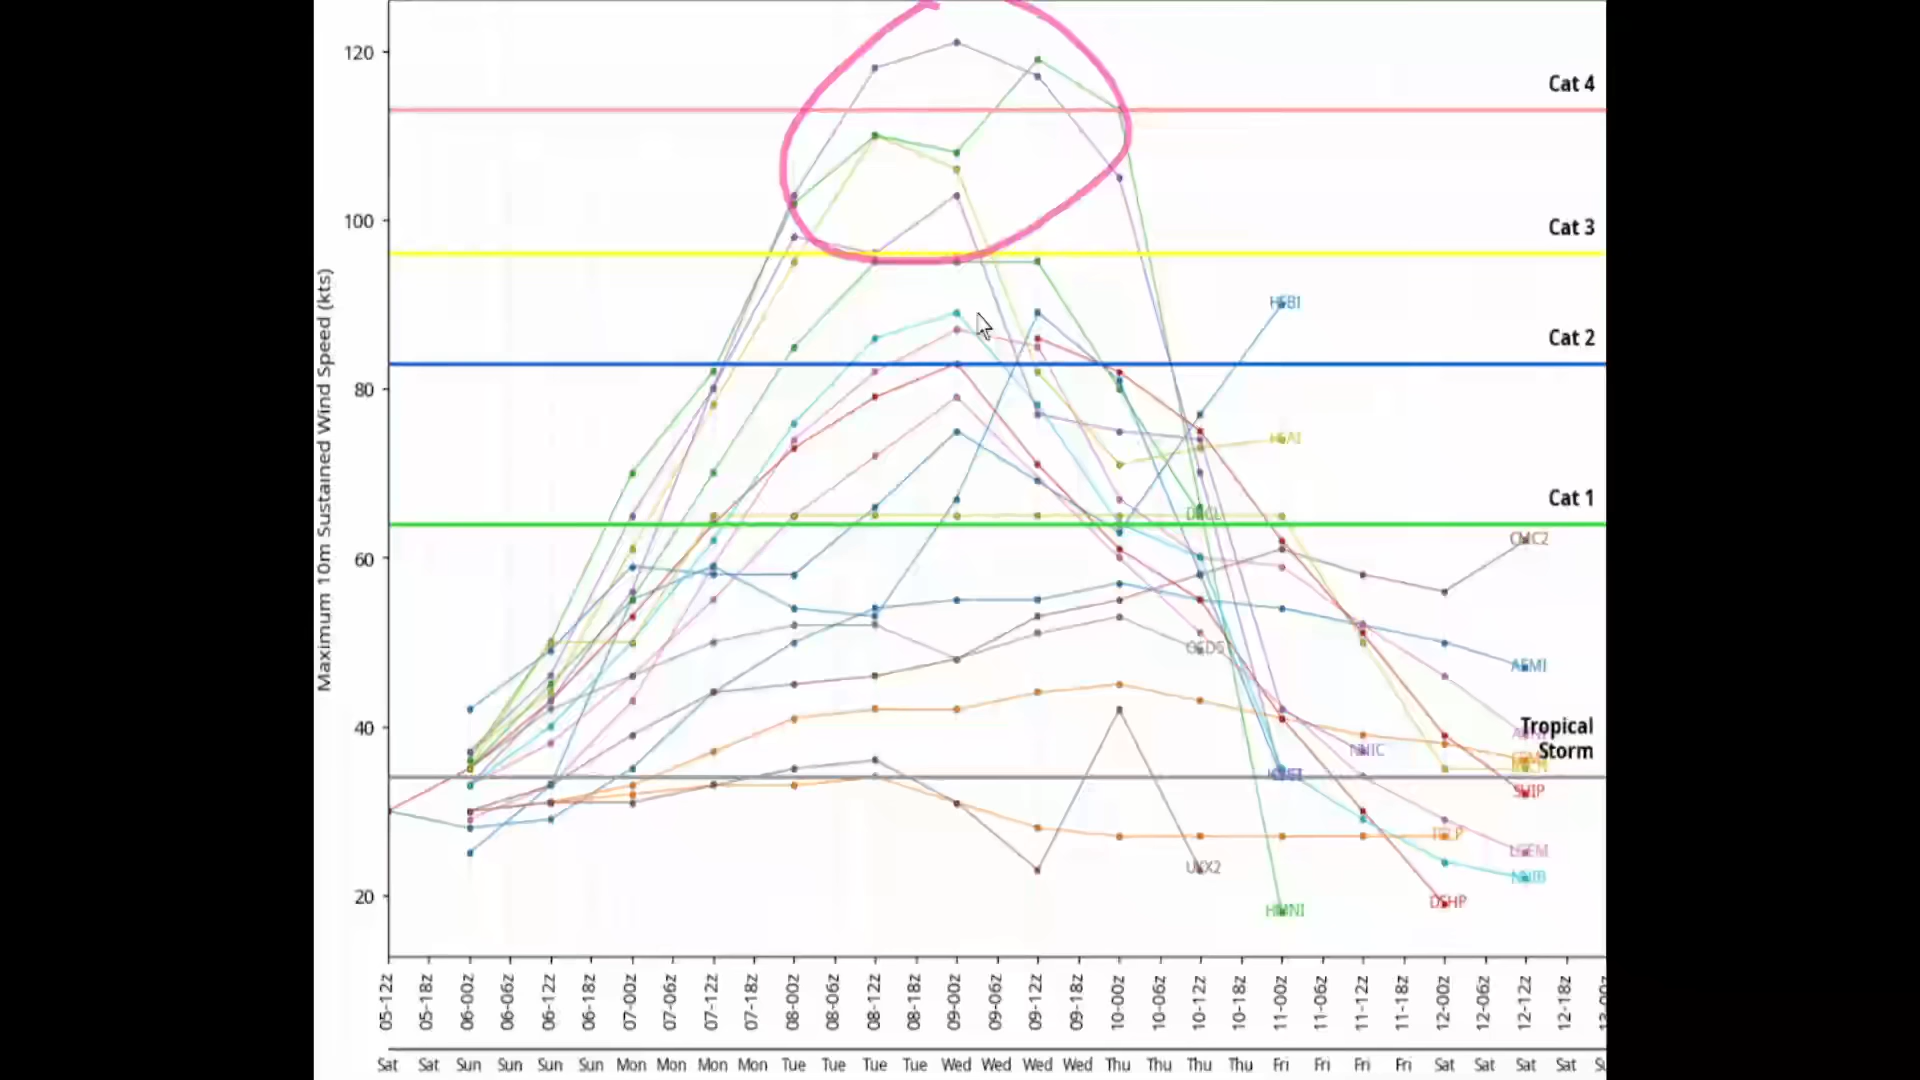 120
Cat 4
100
Cat 3
HFBI
Cat 2
80
HFAI
Cat 1
CMC2
60
AEMI
Tropical
40
NNIC
Storm
SHIP
UKX2
LGEM
NNIB
20
DSHP
HMNI
Maximum 10m Sustained Wind Speed (kts)
05-12z 05-18z 06-00z 06-06z 06-12z 06-18z 07-00z 07-06z 07-12z 07-18z 08-00z 08-06z 08-12z 08-18z 09-00z 09-06z 09-12z 09-18z 10-00z 10-06z 10-12z 10-18z 11-00z 11-06z 11-12z 11-18z 12-00z 12-06z 12-12z 12-18z
Sat Sat Sun Sun Sun Sun Mon Mon Mon Mon Tue Tue Tue Tue Wed Wed Wed Wed Thu Thu Thu Thu Fri Fri Fri Fri Sat Sat Sat Sat